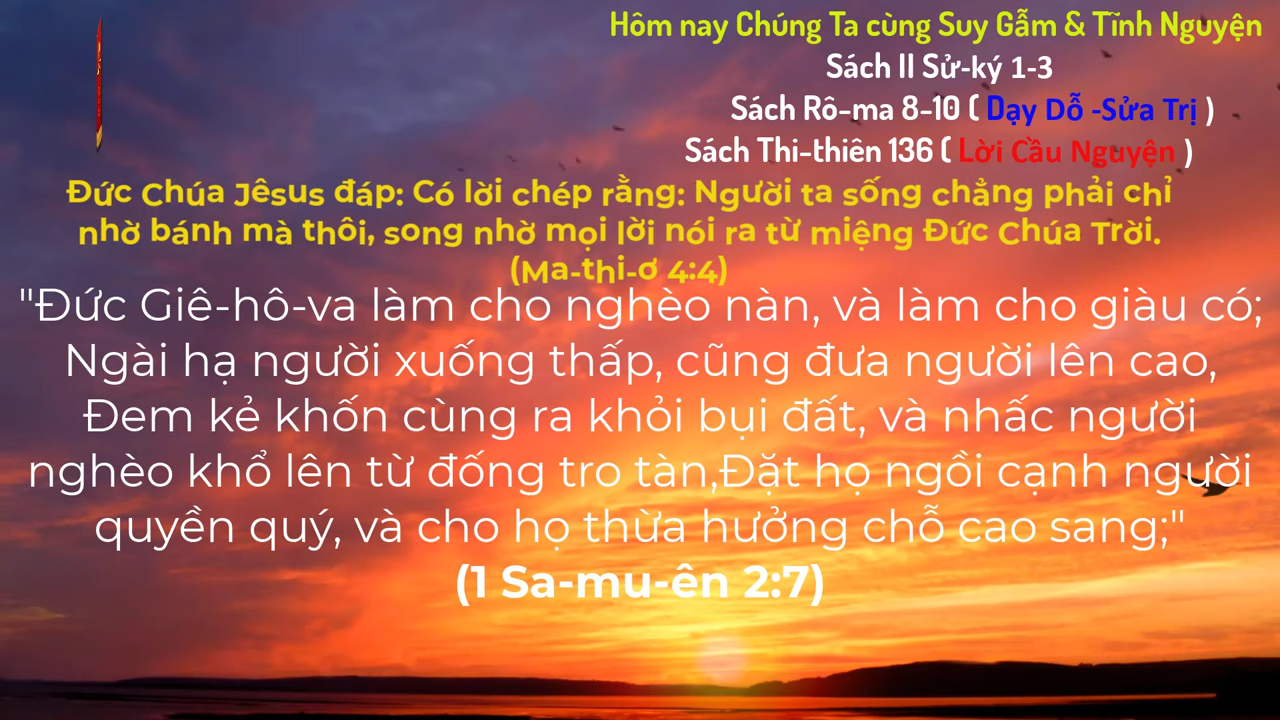 Hôm nay Chúng Ta cùng Suy Gẫm & Tĩnh Nguyện
Sách II Sử-ký 1-3
Sách Rô-ma 8-10 ( Dạy Dỗ -Sửa Trị )
Sách Thi-thiên 136 ( Lời Cầu Nguyện )
Đức Chúa Jêsus đáp: Có lời chép rằng: Người ta sống chẳng phải chỉ
nhờ bánh mà thôi, song nhờ mọi lời nói ra từ miệng Đức Chúa Trời.
(Ma-thi-ơ 4:4)
"Đức Giê-hô-va làm cho nghèo nàn, và làm cho giàu có;
Ngài hạ người xuống thấp, cũng đưa người lên cao,
Đem kẻ khốn cùng ra khỏi bụi đất, và nhấc người
nghèo khổ lên từ đống tro tàn,Đặt họ ngồi cạnh người
quyền quý, và cho họ thừa hưởng chỗ cao sang;"
(1 Sa-mu-ên 2:7)